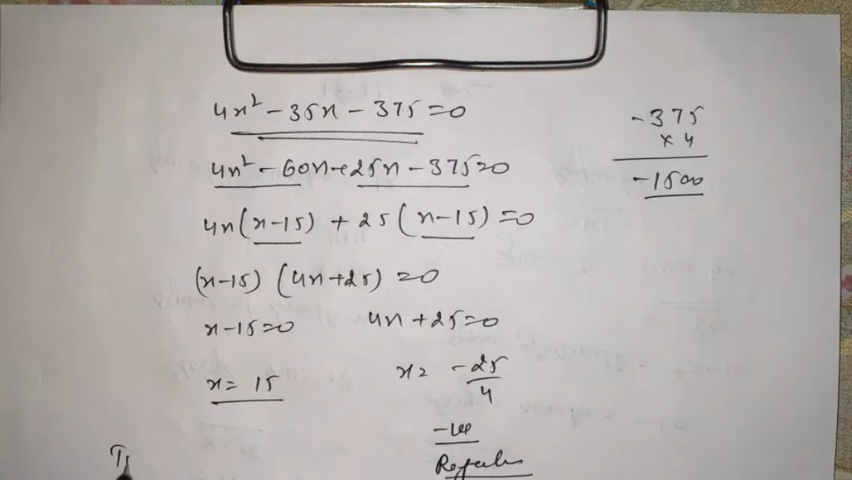 4x² - 35x - 375 = 0
4x² - 60x + 25x - 375 = 0
4x(x-15) + 25(x-15) = 0
(x-15) (4x+25) = 0
x-15=0 4x+25=0
x = 15 x = -25/4
-ve
-375
x 4
-1500